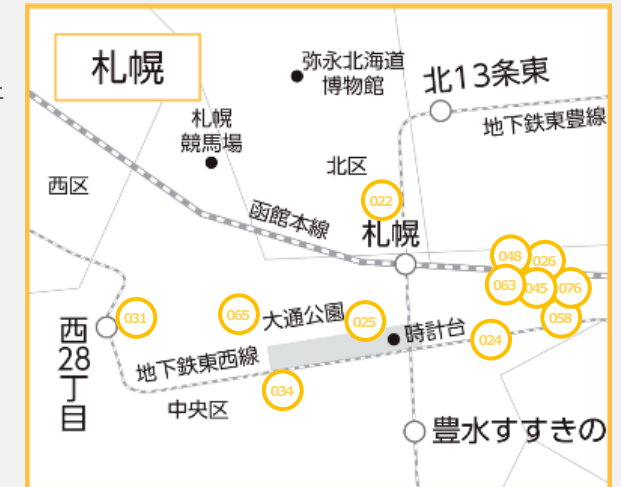 札幌
弥永北海道
博物館
北13条東
地下鉄東豊線
札幌
競馬場
北区
西区
022
函館本線
札幌
048
026
063
045
076
058
031
065
大通公園
025
時計台
024
西28丁目
地下鉄東西線
034
中央区
豊水すすきの